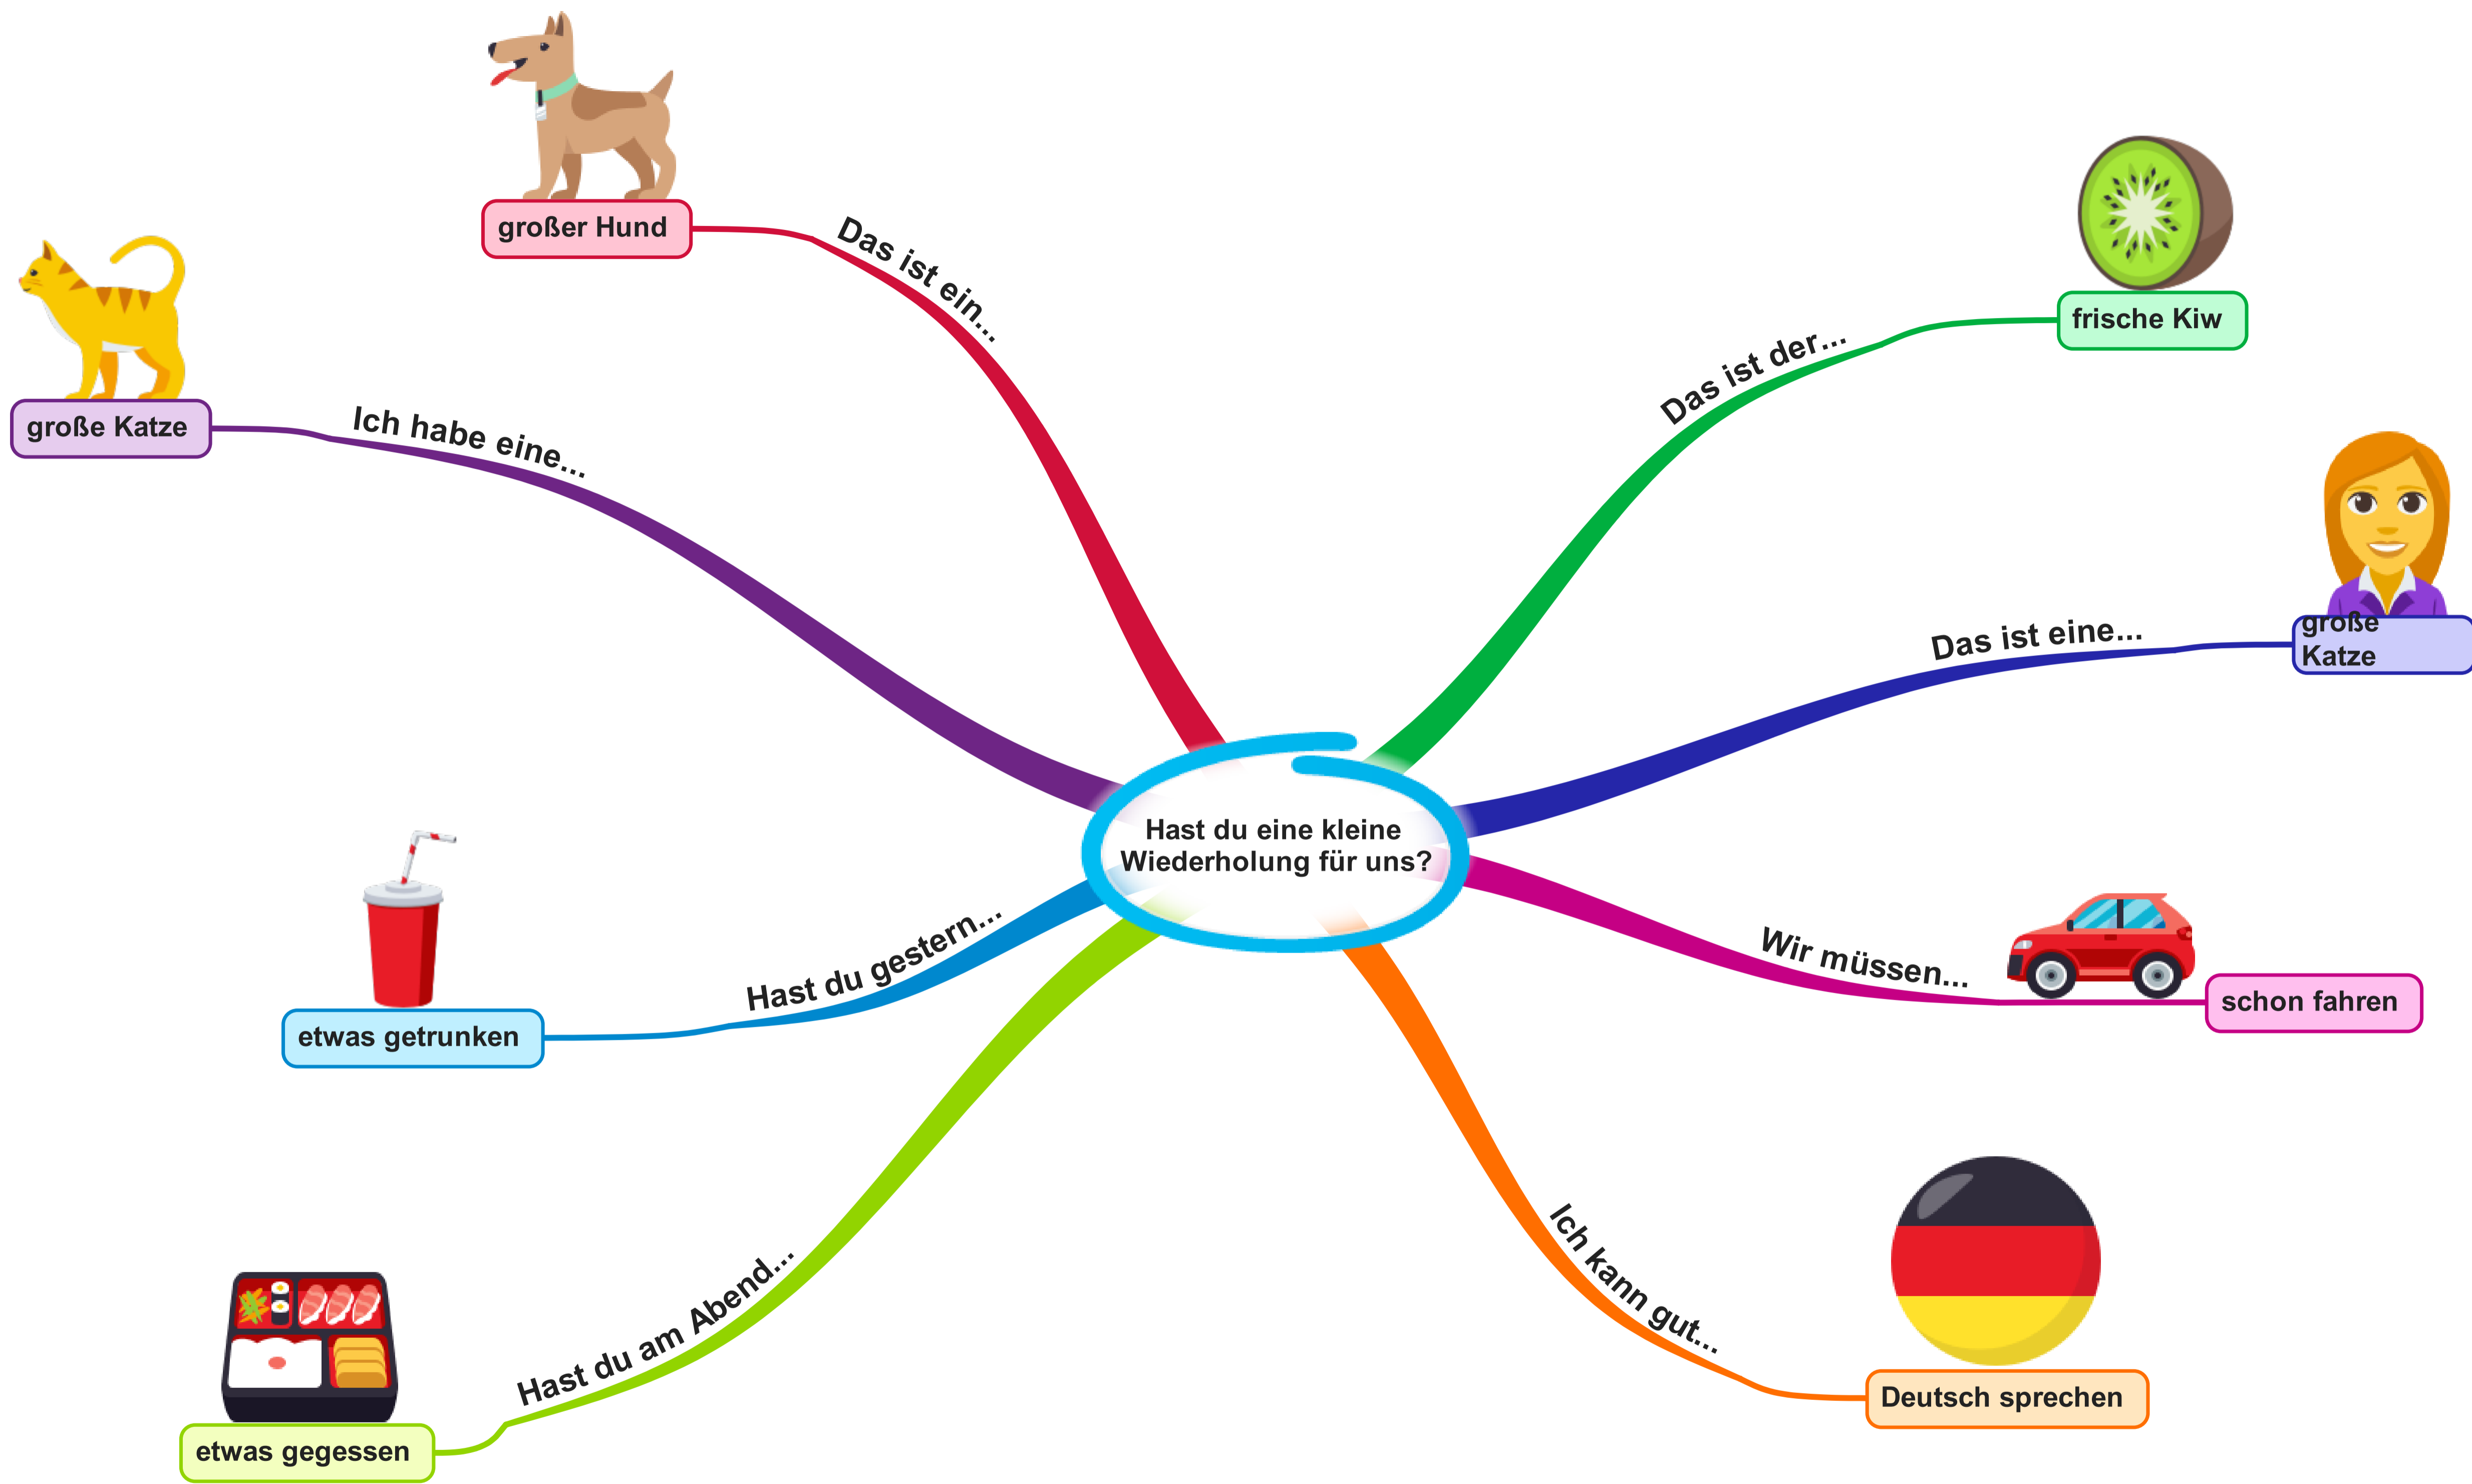 großer Hund
Das ist ein...
große Katze
Ich habe eine...
frische Kiw
Das ist der...
große
Katze
Das ist eine...
Hast du eine kleine
Wiederholung für uns?
Hast du gestern...
etwas getrunken
Wir müssen...
schon fahren
Hast du am Abend...
etwas gegessen
Ich kann gut...
Deutsch sprechen